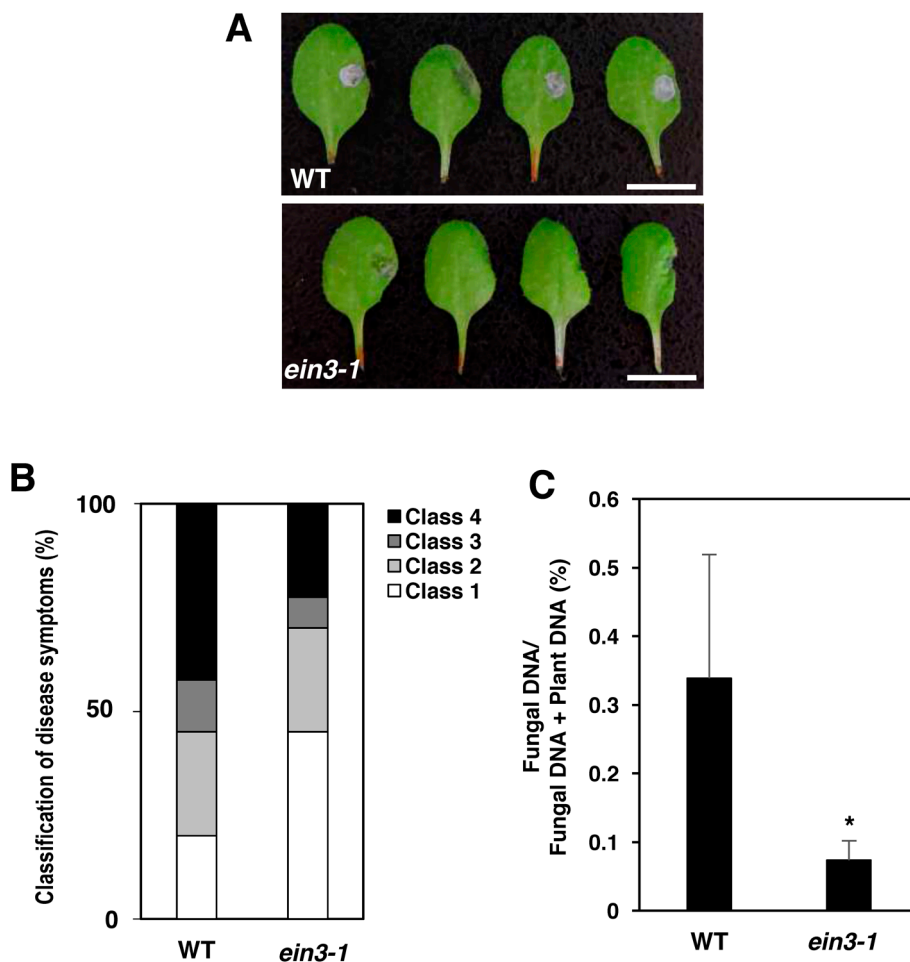 A
WT
ein3-1
B
Classification of disease symptoms (%)
100
50
0
Class 4
Class 3
Class 2
Class 1
WT
ein3-1
C
Fungal DNA/
Fungal DNA + Plant DNA (%)
0.6
0.5
0.4
0.3
0.2
0.1
0
*
WT
ein3-1